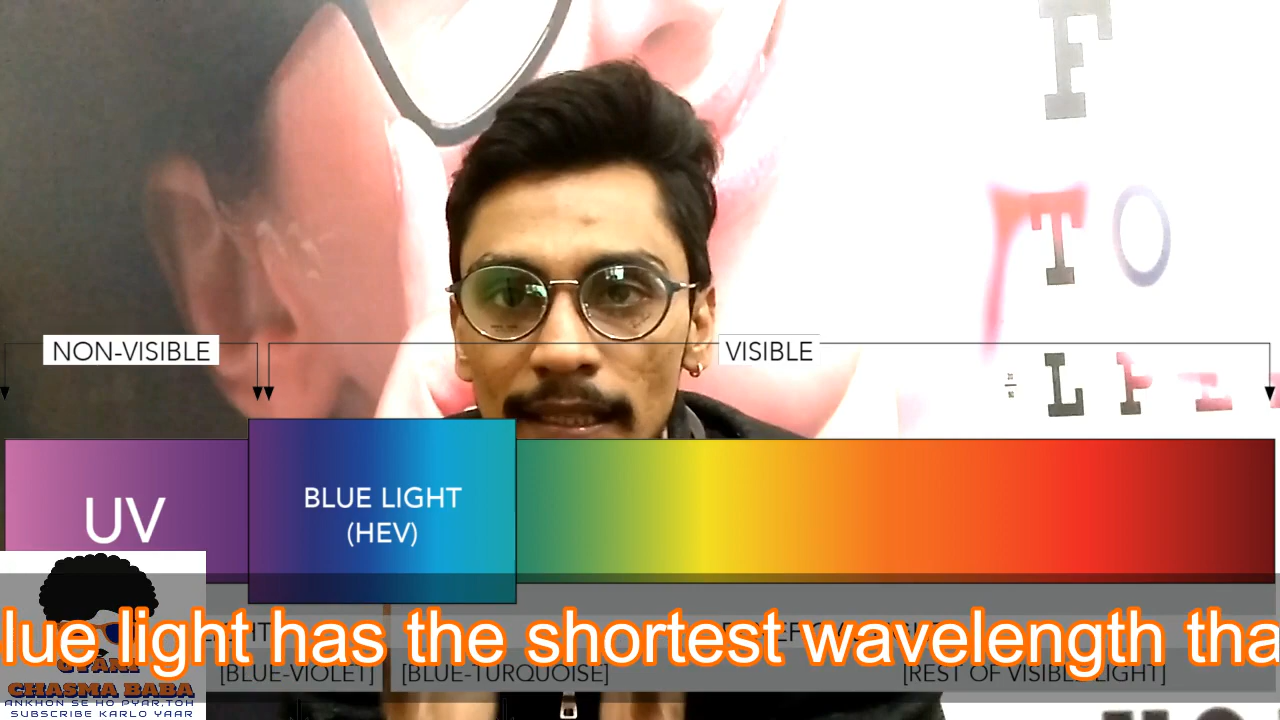 F
T O
L P E
NON-VISIBLE
VISIBLE
UV
BLUE LIGHT
(HEV)
lue light has the shortest wavelength tha
[BLUE-VIOLET]
[BLUE-TURQUOISE]
[REST OF VISIBLE LIGHT]
GYANI
CHASMA BABA
ANKHON SE HO PYAR,TOH
SUBSCRIBE KARLO YAAR